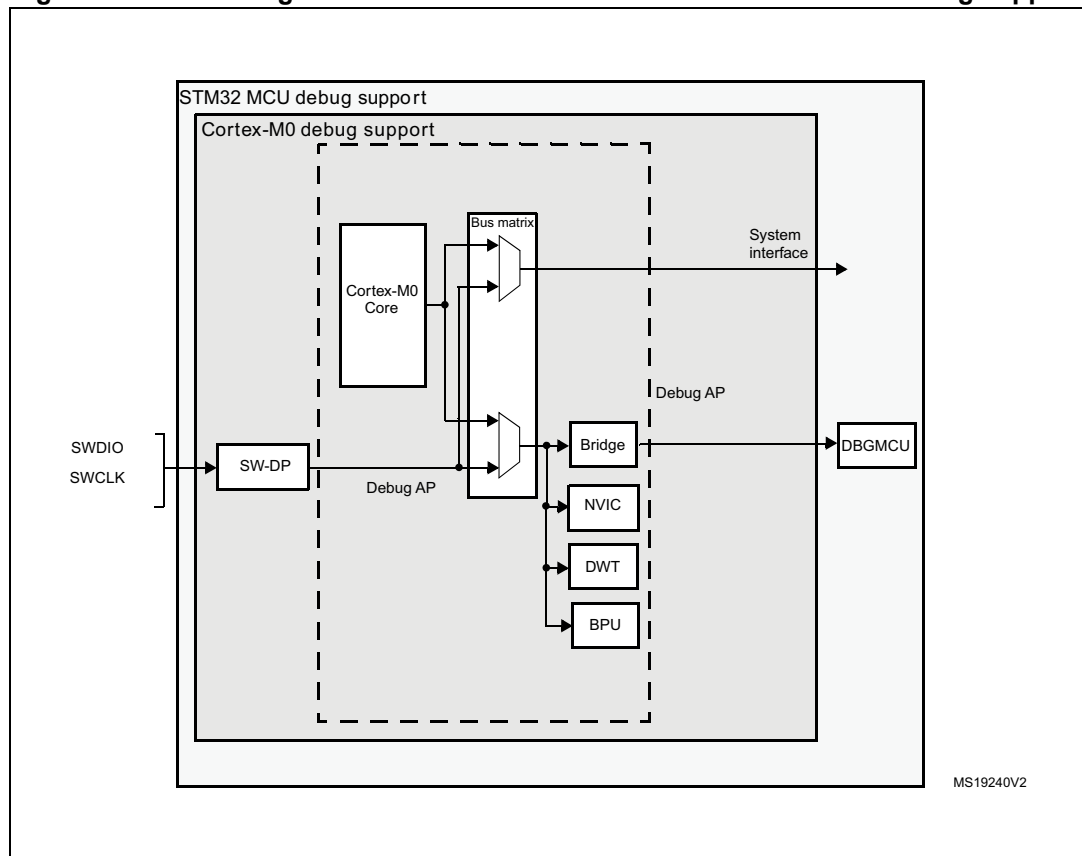 STM32 MCU debug support
Cortex-M0 debug support
Bus matrix
System
interface
Cortex-M0
Core
Debug AP
SWDIO
SWCLK
SW-DP
Debug AP
Bridge
DBGMCU
NVIC
DWT
BPU
MS19240V2